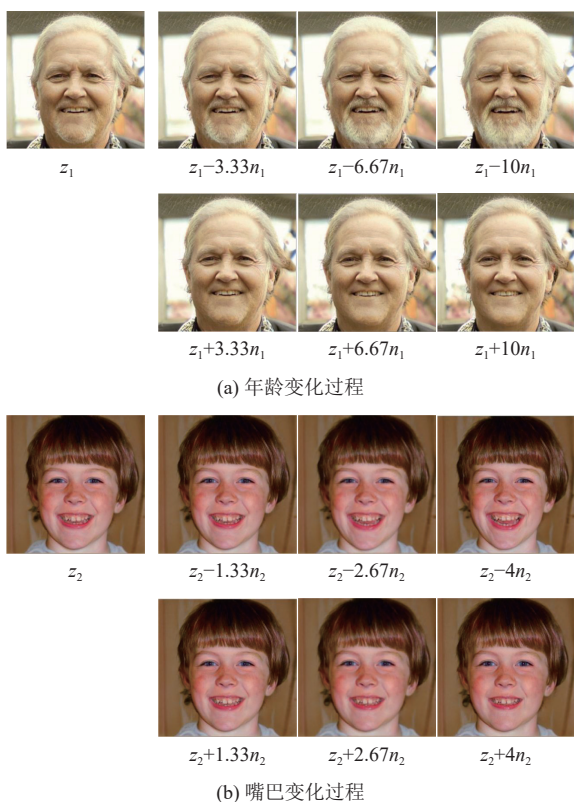 z₁ z₁−3.33n₁ z₁−6.67n₁ z₁−10n₁
z₁+3.33n₁ z₁+6.67n₁ z₁+10n₁
(a) 年龄变化过程
z₂ z₂−1.33n₂ z₂−2.67n₂ z₂−4n₂
z₂+1.33n₂ z₂+2.67n₂ z₂+4n₂
(b) 嘴巴变化过程